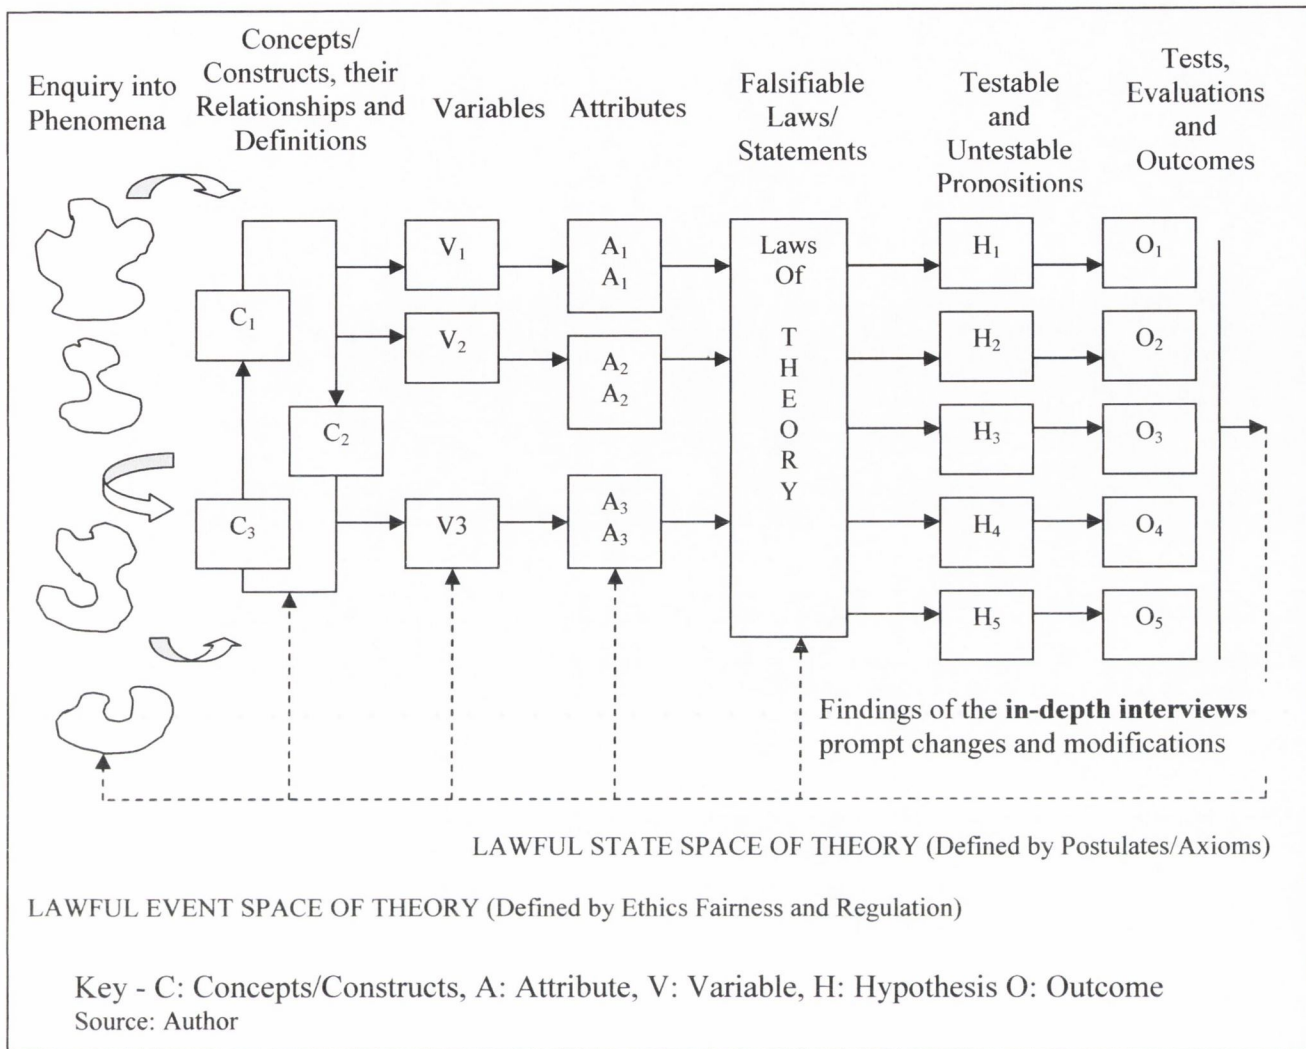 Enquiry into
Phenomena
Concepts/
Constructs, their
Relationships and
Definitions
Variables
Attributes
Falsifiable
Laws/
Statements
Testable
and
Untestable
Propositions
Tests,
Evaluations
and
Outcomes
C₁
C₂
C₃
V₁
V₂
V3
A₁
A₁
A₂
A₂
A₃
A₃
Laws
Of
T
H
E
O
R
Y
H₁
H₂
H₃
H₄
H₅
O₁
O₂
O₃
O₄
O₅
Findings of the in-depth interviews
prompt changes and modifications
LAWFUL STATE SPACE OF THEORY (Defined by Postulates/Axioms)
LAWFUL EVENT SPACE OF THEORY (Defined by Ethics Fairness and Regulation)
Key - C: Concepts/Constructs, A: Attribute, V: Variable, H: Hypothesis O: Outcome
Source: Author